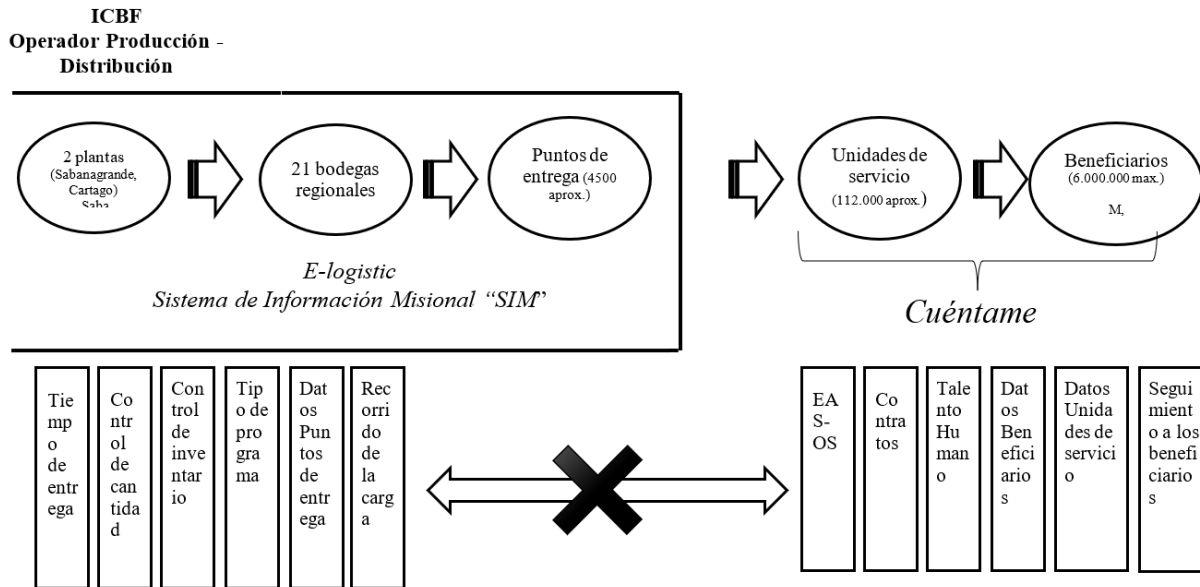 ICBF
Operador Producción -
Distribución
2 plantas
(Sabanagrande,
Cartago)
Saba
21 bodegas
regionales
Puntos de
entrega (4500
aprox.)
Unidades de
servicio
(112.000 aprox.)
Beneficiarios
(6.000.000 max.)
M,
E-logistic
Sistema de Información Misional “SIM”
Cuéntame
Tie
mp
o
de
entr
ega
Co
ntr
ol
de
can
tida
d
Con
trol
de
inve
ntar
io
Tip
o de
pro
gra
ma
Dat
os
Pun
tos
de
entr
ega
Rec
orri
do
de
la
carg
a
EA
S-
OS
Co
ntra
tos
Tale
nto
Hu
man
o
Dat
os
Ben
efici
ario
s
Datos
Unida
des de
servici
o
Segui
mient
o a los
benefi
ciario
s